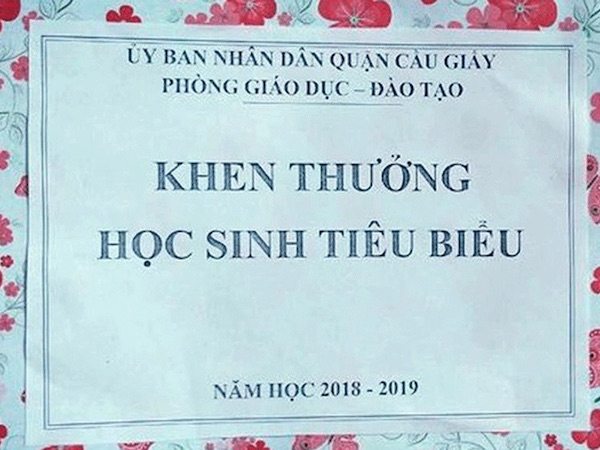 ỦY BAN NHÂN DÂN QUẬN CẦU GIẤY
PHÒNG GIÁO DỤC – ĐÀO TẠO
KHEN THƯỞNG
HỌC SINH TIÊU BIỂU
NĂM HỌC 2018 - 2019